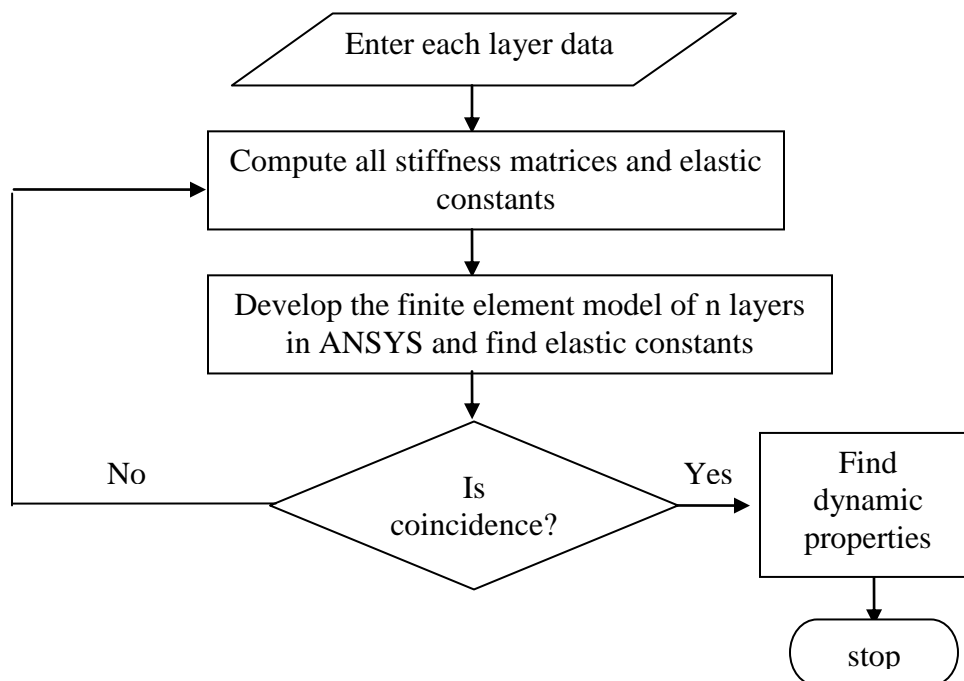 Enter each layer data
Compute all stiffness matrices and elastic
constants
Develop the finite element model of n layers
in ANSYS and find elastic constants
No
Is
coincidence?
Yes
Find
dynamic
properties
stop